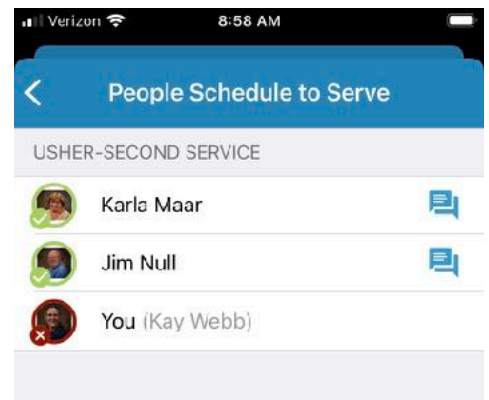 Verizon 8:58 AM
People Schedule to Serve
USHER-SECOND SERVICE
Karla Maar
Jim Null
You (Kay Webb)